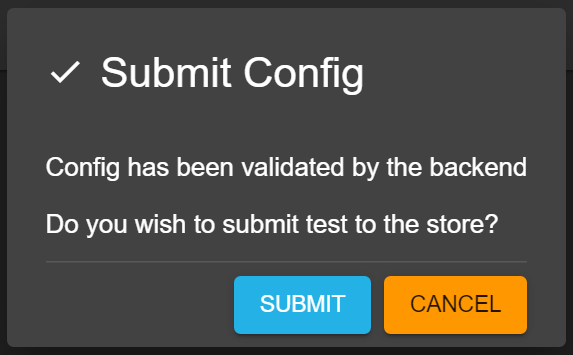 Submit Config
Config has been validated by the backend
Do you wish to submit test to the store?
SUBMIT CANCEL